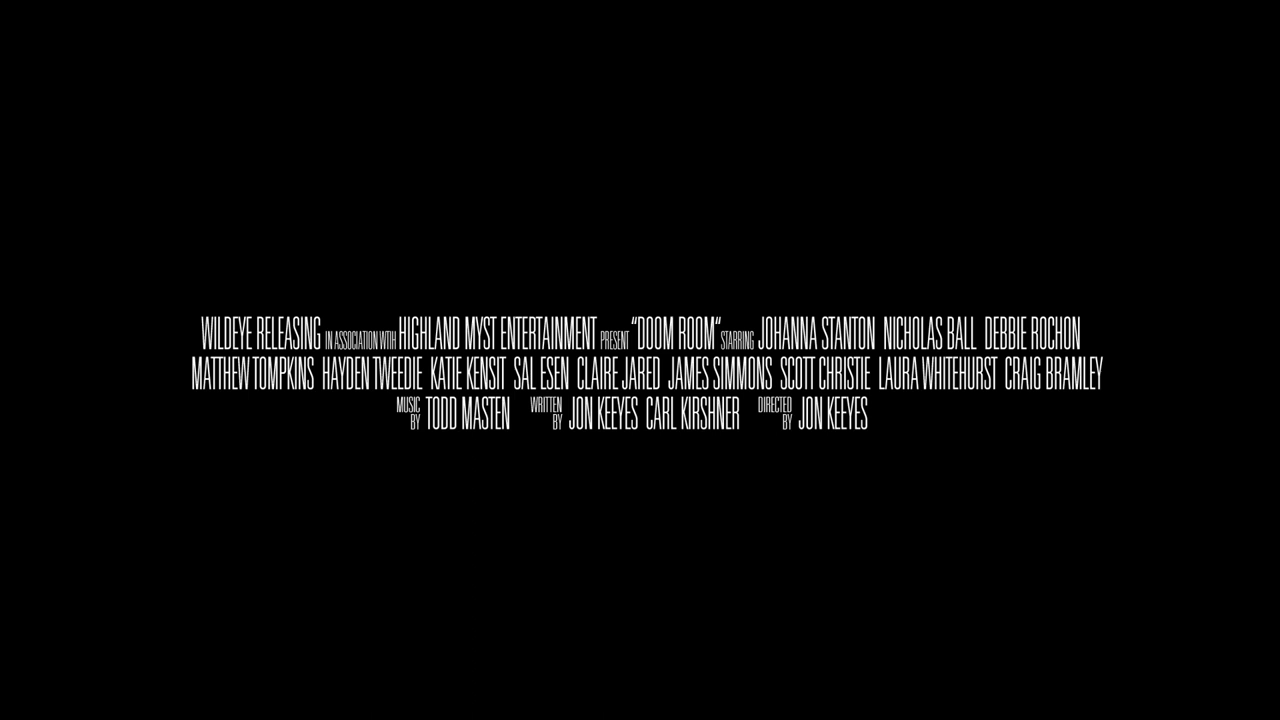 WILDEYE RELEASING IN ASSOCIATION WTIH HIGHLAND MYST ENTERTAINMENT PRESENT “DOOM ROOM“ STARRING JOHANNA STANTON NICHOLAS BALL DEBBIE ROCHON
MATTHEW TOMPKINS HAYDEN TWEEDIE KATIE KENSIT SAL ESEN CLAIRE JARED JAMES SIMMONS SCOTT CHRISTIE LAURA WHITEHURST CRAIG BRAMLEY
MUSIC BY TODD MASTEN WRITTEN BY JON KEEYES CARL KIRSHNER DIRECTED BY JON KEEYES